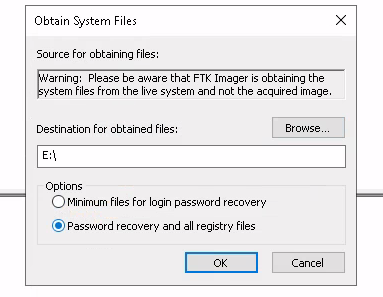 Obtain System Files
Source for obtaining files:
Warning:  Please be aware that FTK Imager is obtaining the
system files from the live system and not the acquired image.
Destination for obtained files:
Browse...
E:\
Options
Minimum files for login password recovery
Password recovery and all registry files
OK
Cancel